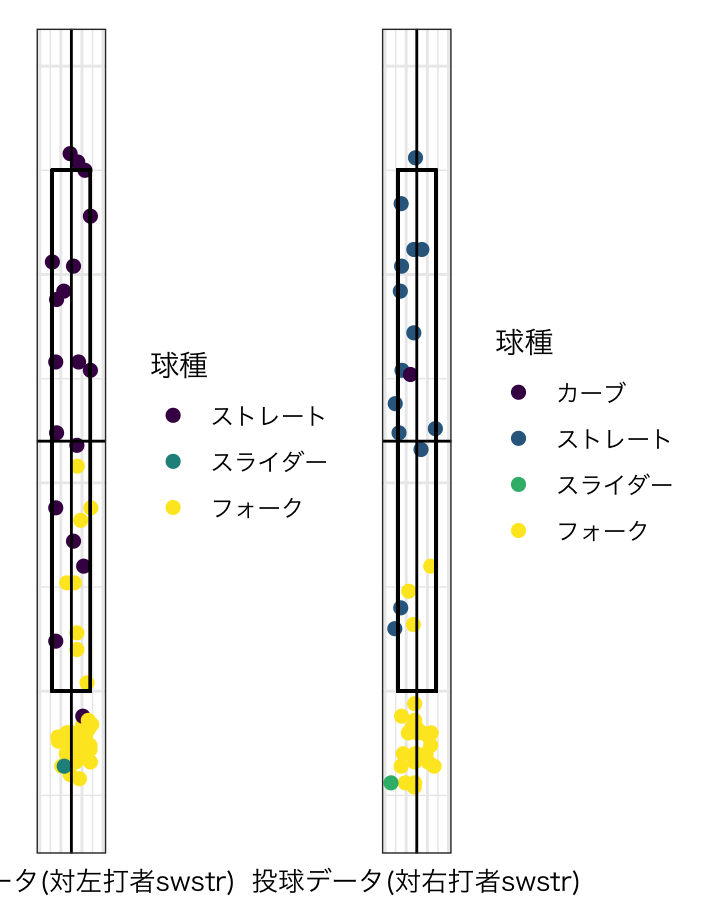 球種
ストレート
スライダー
フォーク
球種
カーブ
ストレート
スライダー
フォーク
ータ(対左打者swstr)
投球データ(対右打者swstr)